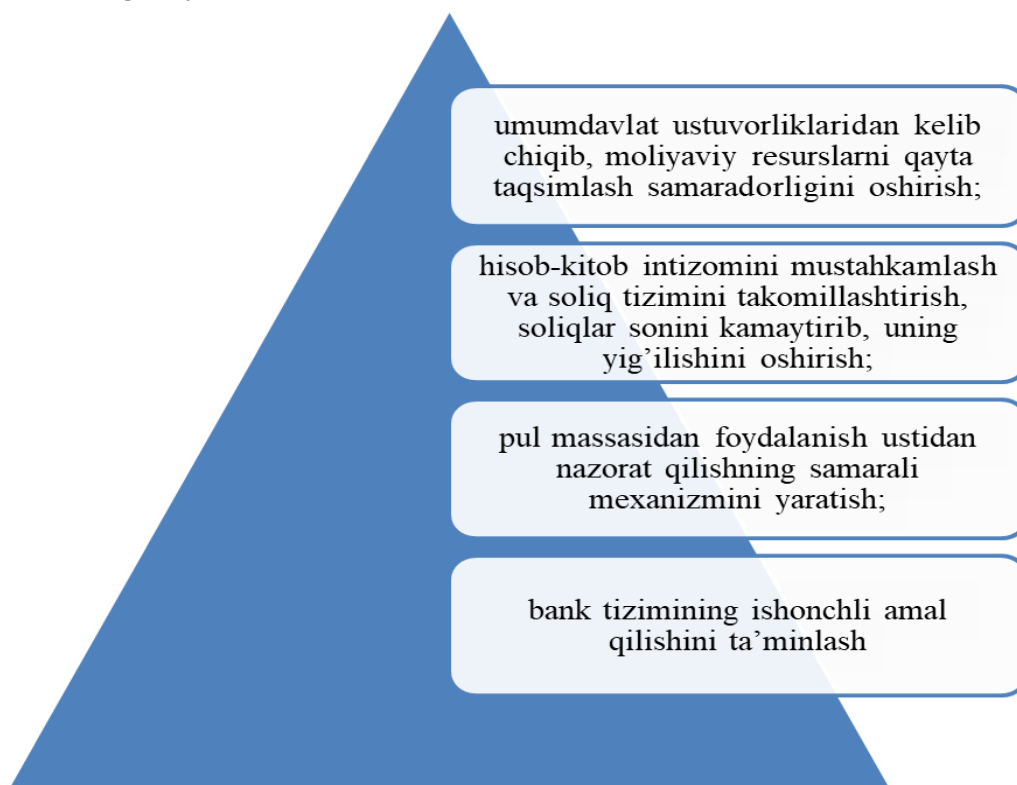 umumdavlat ustuvorliklaridan kelib
chiqib, moliyaviy resurslarni qayta
taqsimlash samaradorligini oshirish;
hisob-kitob intizomini mustahkamlash
va soliq tizimini takomillashtirish,
soliqlar sonini kamaytirib, uning
yig’ilishini oshirish;
pul massasidan foydalanish ustidan
nazorat qilishning samarali
mexanizmini yaratish;
bank tizimining ishonchli amal
qilishini ta’minlash